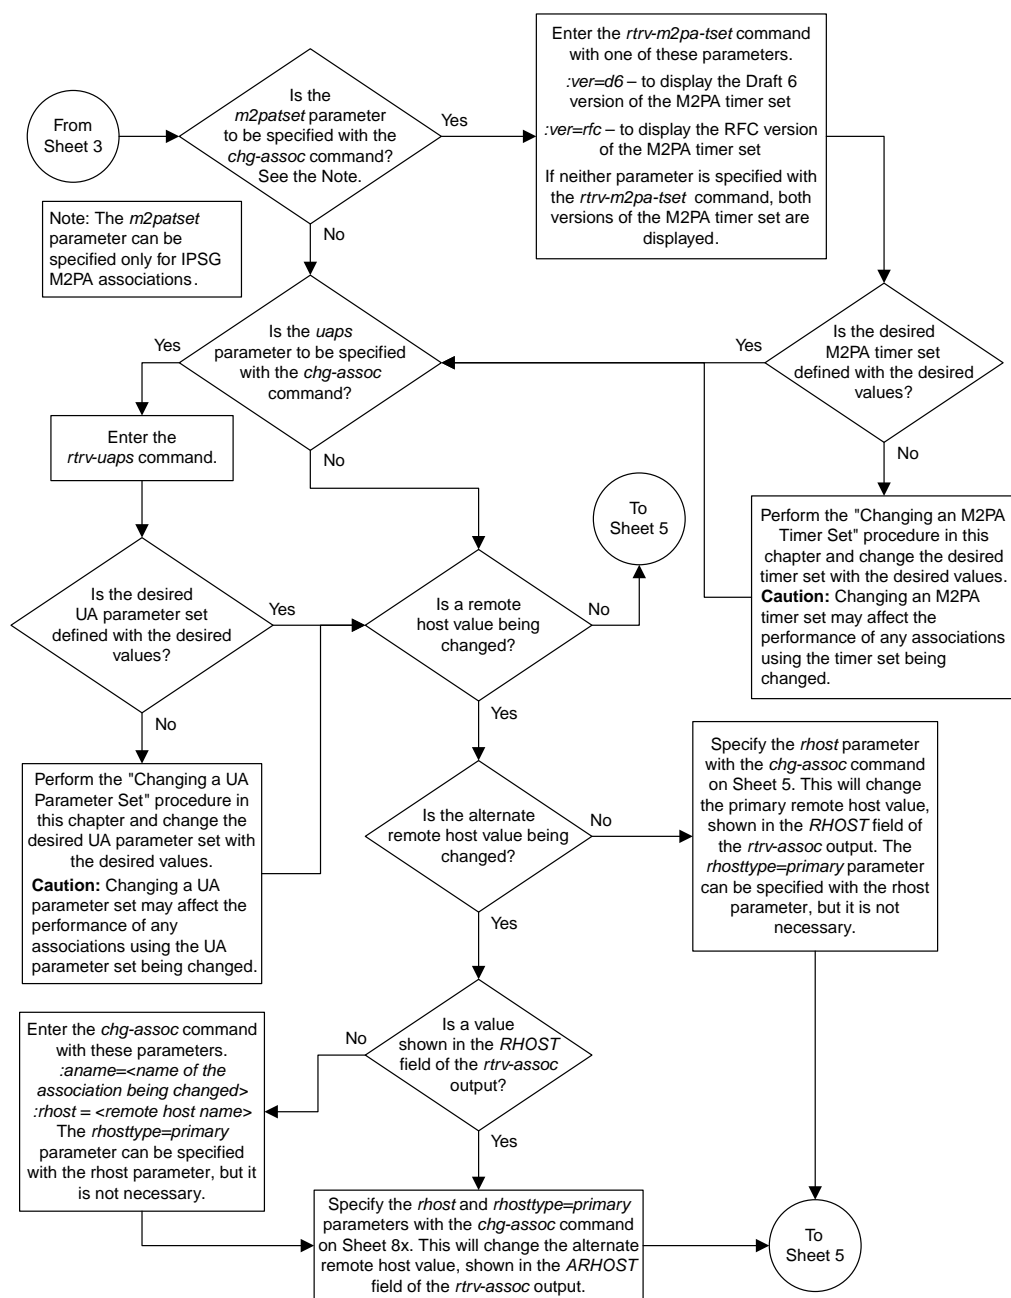 From
Sheet 3
Is the
m2patset parameter
to be specified with the
chg-assoc command?
See the Note.
Yes
No
Enter the rtrv-m2pa-tset command
with one of these parameters.
:ver=d6 – to display the Draft 6
version of the M2PA timer set
:ver=rfc – to display the RFC version
of the M2PA timer set
If neither parameter is specified with
the rtrv-m2pa-tset command, both
versions of the M2PA timer set are
displayed.
Note: The m2patset
parameter can be
specified only for IPSG
M2PA associations.
Is the uaps
parameter to be specified
with the chg-assoc
command?
Yes
No
Is the desired
M2PA timer set
defined with the desired
values?
Yes
No
Enter the
rtrv-uaps command.
To
Sheet 5
Perform the "Changing an M2PA
Timer Set" procedure in this
chapter and change the desired
timer set with the desired values.
Caution: Changing an M2PA
timer set may affect the
performance of any associations
using the timer set being
changed.
Is the desired
UA parameter set
defined with the desired
values?
Yes
No
Is a remote
host value being
changed?
No
Yes
Perform the "Changing a UA
Parameter Set" procedure in
this chapter and change the
desired UA parameter set with
the desired values.
Caution: Changing a UA
parameter set may affect the
performance of any
associations using the UA
parameter set being changed.
Is the alternate
remote host value being
changed?
No
Yes
Specify the rhost parameter
with the chg-assoc command
on Sheet 5. This will change
the primary remote host value,
shown in the RHOST field of
the rtrv-assoc output. The
rhosttype=primary parameter
can be specified with the rhost
parameter, but it is not
necessary.
Is a value
shown in the RHOST
field of the rtrv-assoc
output?
No
Yes
Enter the chg-assoc command
with these parameters.
:aname=<name of the
association being changed>
:rhost = <remote host name>
The rhosttype=primary
parameter can be specified
with the rhost parameter, but it
is not necessary.
Specify the rhost and rhosttype=primary
parameters with the chg-assoc command
on Sheet 8x. This will change the alternate
remote host value, shown in the ARHOST
field of the rtrv-assoc output.
To
Sheet 5